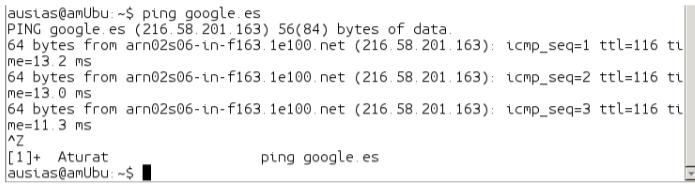 ausias@amUbu:~$ ping google.es
PING google.es (216.58.201.163) 56(84) bytes of data.
64 bytes from arn02s06-in-f163.1e100.net (216.58.201.163): icmp_seq=1 ttl=116 ti
me=13.2 ms
64 bytes from arn02s06-in-f163.1e100.net (216.58.201.163): icmp_seq=2 ttl=116 ti
me=13.0 ms
64 bytes from arn02s06-in-f163.1e100.net (216.58.201.163): icmp_seq=3 ttl=116 ti
me=11.3 ms
^Z
[1]+  Aturat                 ping google.es
ausias@amUbu:~$